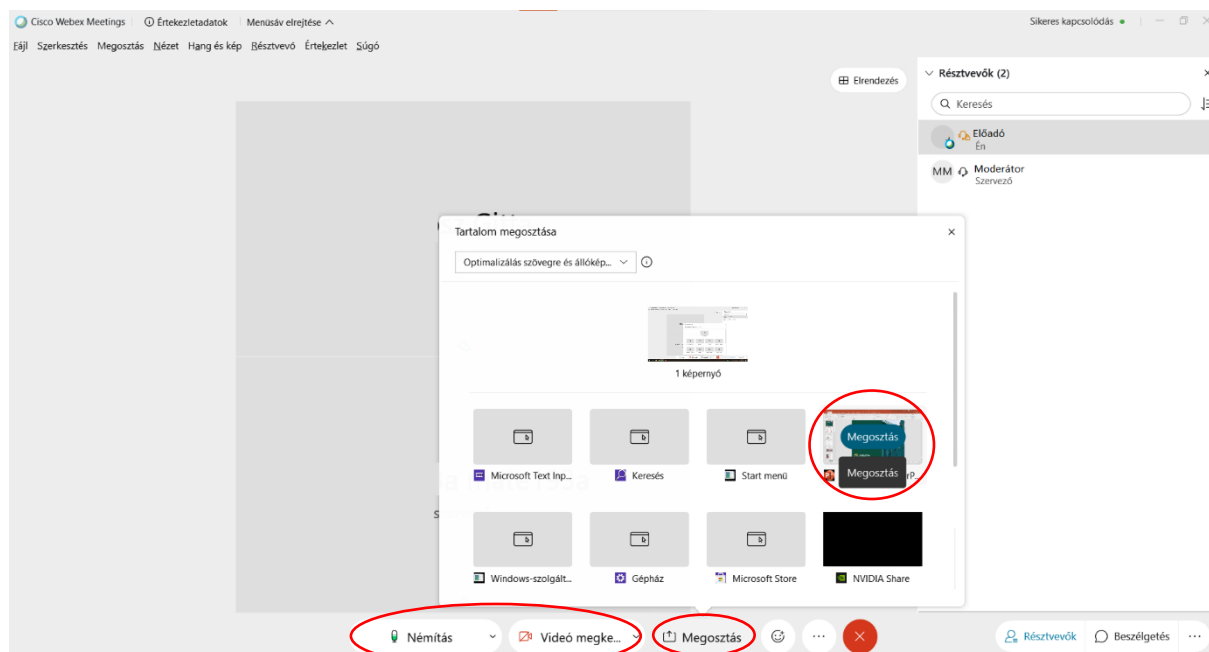 Cisco Webex Meetings
Értekezletadatok
Menüsáv elrejtése
Sikeres kapcsolódás
Fájl Szerkesztés Megosztás Nézet Hang és kép Résztvevő Értekezlet Súgó
Elrendezés
Résztvevők (2)
Keresés
Előadó
Én
MM Moderátor
Szervező
Tartalom megosztása
Optimalizálás szövegre és állókép...
1 képernyő
Megosztás
Megosztás
Microsoft Text Inp...
Keresés
Start menü
Windows-szolgált...
Gépház
Microsoft Store
NVIDIA Share
Némítás
Videó megke...
Megosztás
Résztvevők
Beszélgetés